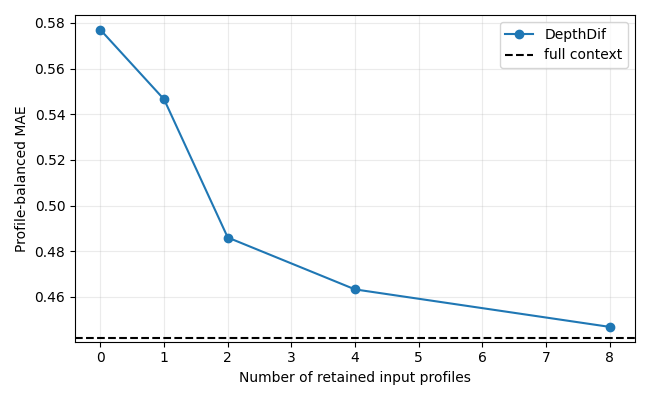 0.58
0.56
0.54
0.52
0.50
0.48
0.46
Profile-balanced MAE
DepthDif
full context
0 1 2 3 4 5 6 7 8
Number of retained input profiles